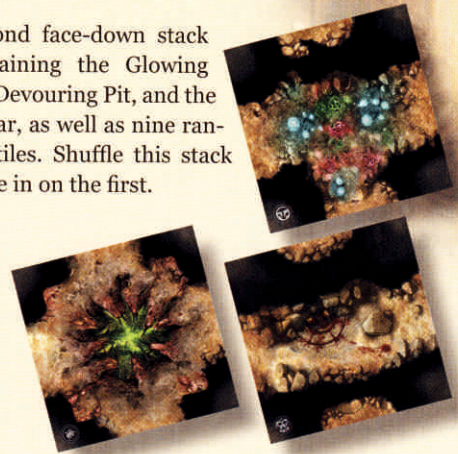 ond face-down stack
aining the Glowing
Devouring Pit, and the
ar, as well as nine ran-
tiles. Shuffle this stack
e in on the first.